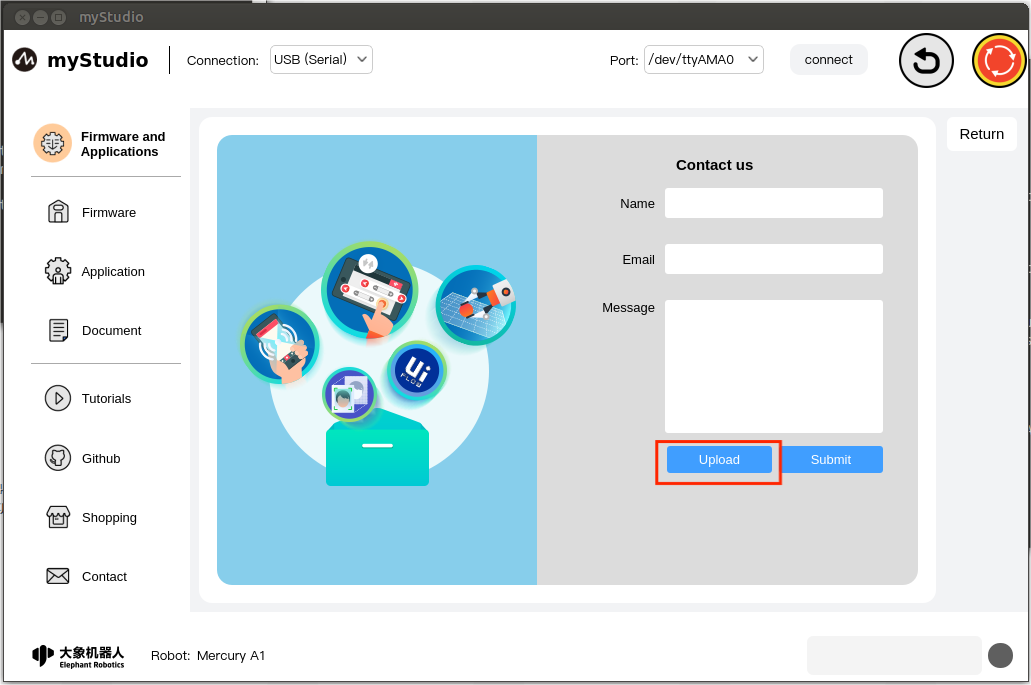 myStudio
myStudio
Connection:
USB (Serial)
Port:
/dev/ttyAMA0
connect
Firmware and
Applications
Firmware
Application
Document
Tutorials
Github
Shopping
Contact
Ui
FLOW
Contact us
Name
Email
Message
Upload
Submit
Return
大象机器人
Elephant Robotics
Robot: Mercury A1